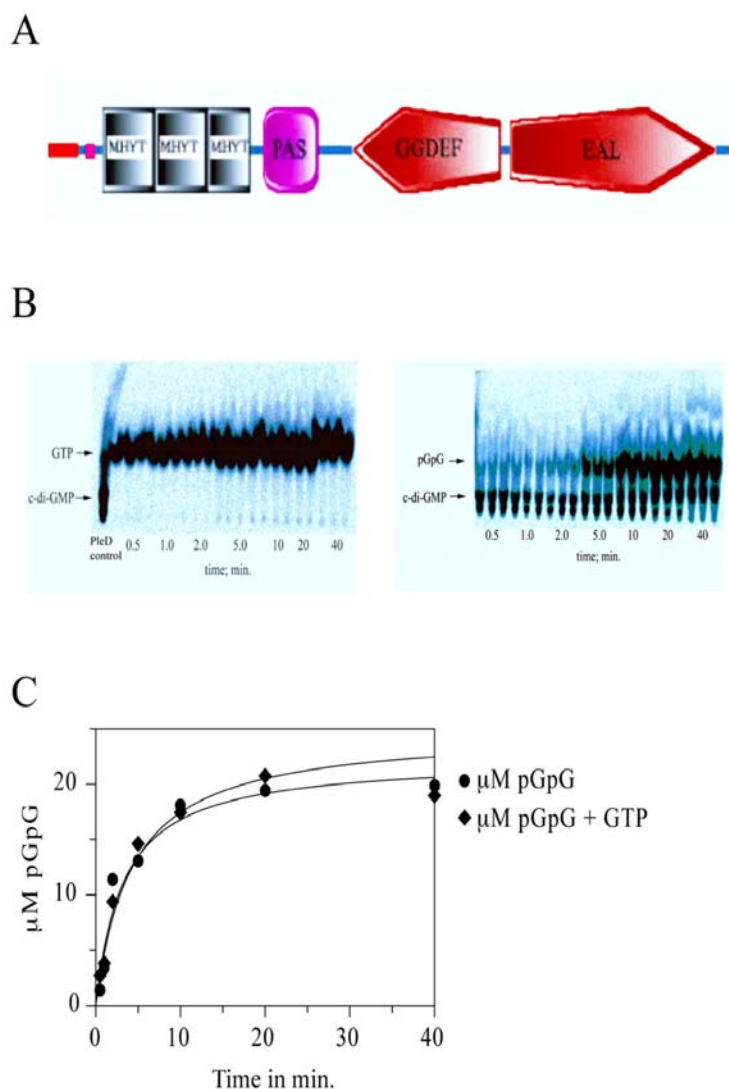 A
MHYT MHYT MHYT PAS GGDEF EAL
B
GTP
c-di-GMP
PleD control
0.5 1.0 2.0 5.0 10 20 40
time; min.
pGpG
c-di-GMP
0.5 1.0 2.0 5.0 10 20 40
time; min.
C
µM pGpG
20
10
0
0 10 20 30 40
Time in min.
µM pGpG
µM pGpG + GTP